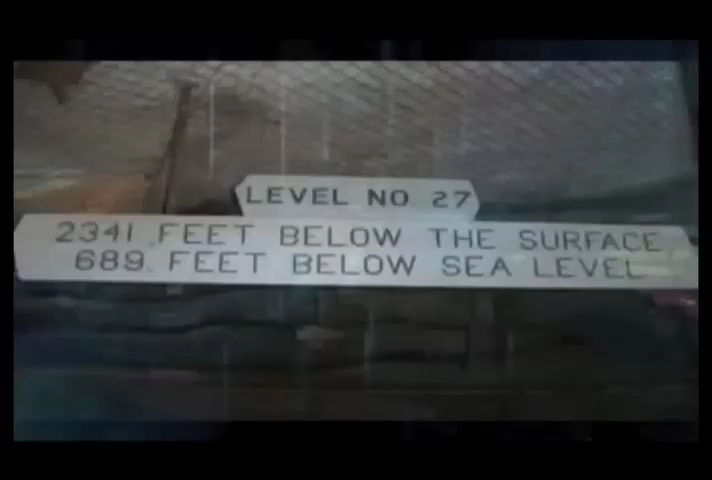 LEVEL NO 27
2341 FEET BELOW THE SURFACE
689 FEET BELOW SEA LEVEL